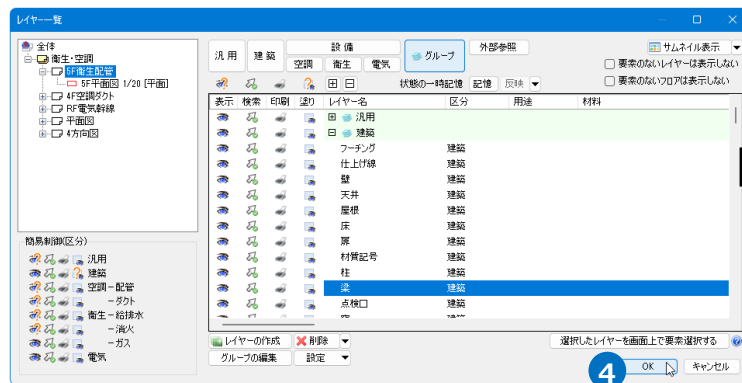 レイヤー一覧
全体
衛生・空調
5F衛生配管
5F平面図 1/20 [平面]
4F空調ダクト
RF電気幹線
平面図
4方向図
簡易制御(区分)
汎用
建築
空調－配管
－ダクト
衛生－給排水
－消火
－ガス
電気
汎用 建築 設備 グループ 外部参照 サムネイル表示
空調 衛生 電気
要素のないレイヤーは表示しない
要素のないフロアは表示しない
状態の一時記憶 記憶 反映
表示 検索 印刷 塗り レイヤー名 区分 用途 材料
汎用
建築
フーチング 建築
仕上げ線 建築
壁 建築
天井 建築
屋根 建築
床 建築
扉 建築
材質記号 建築
柱 建築
梁 建築
点検口 建築
レイヤーの作成 削除 選択したレイヤーを画面上で要素選択する
グループの編集 設定
4 OK キャンセル